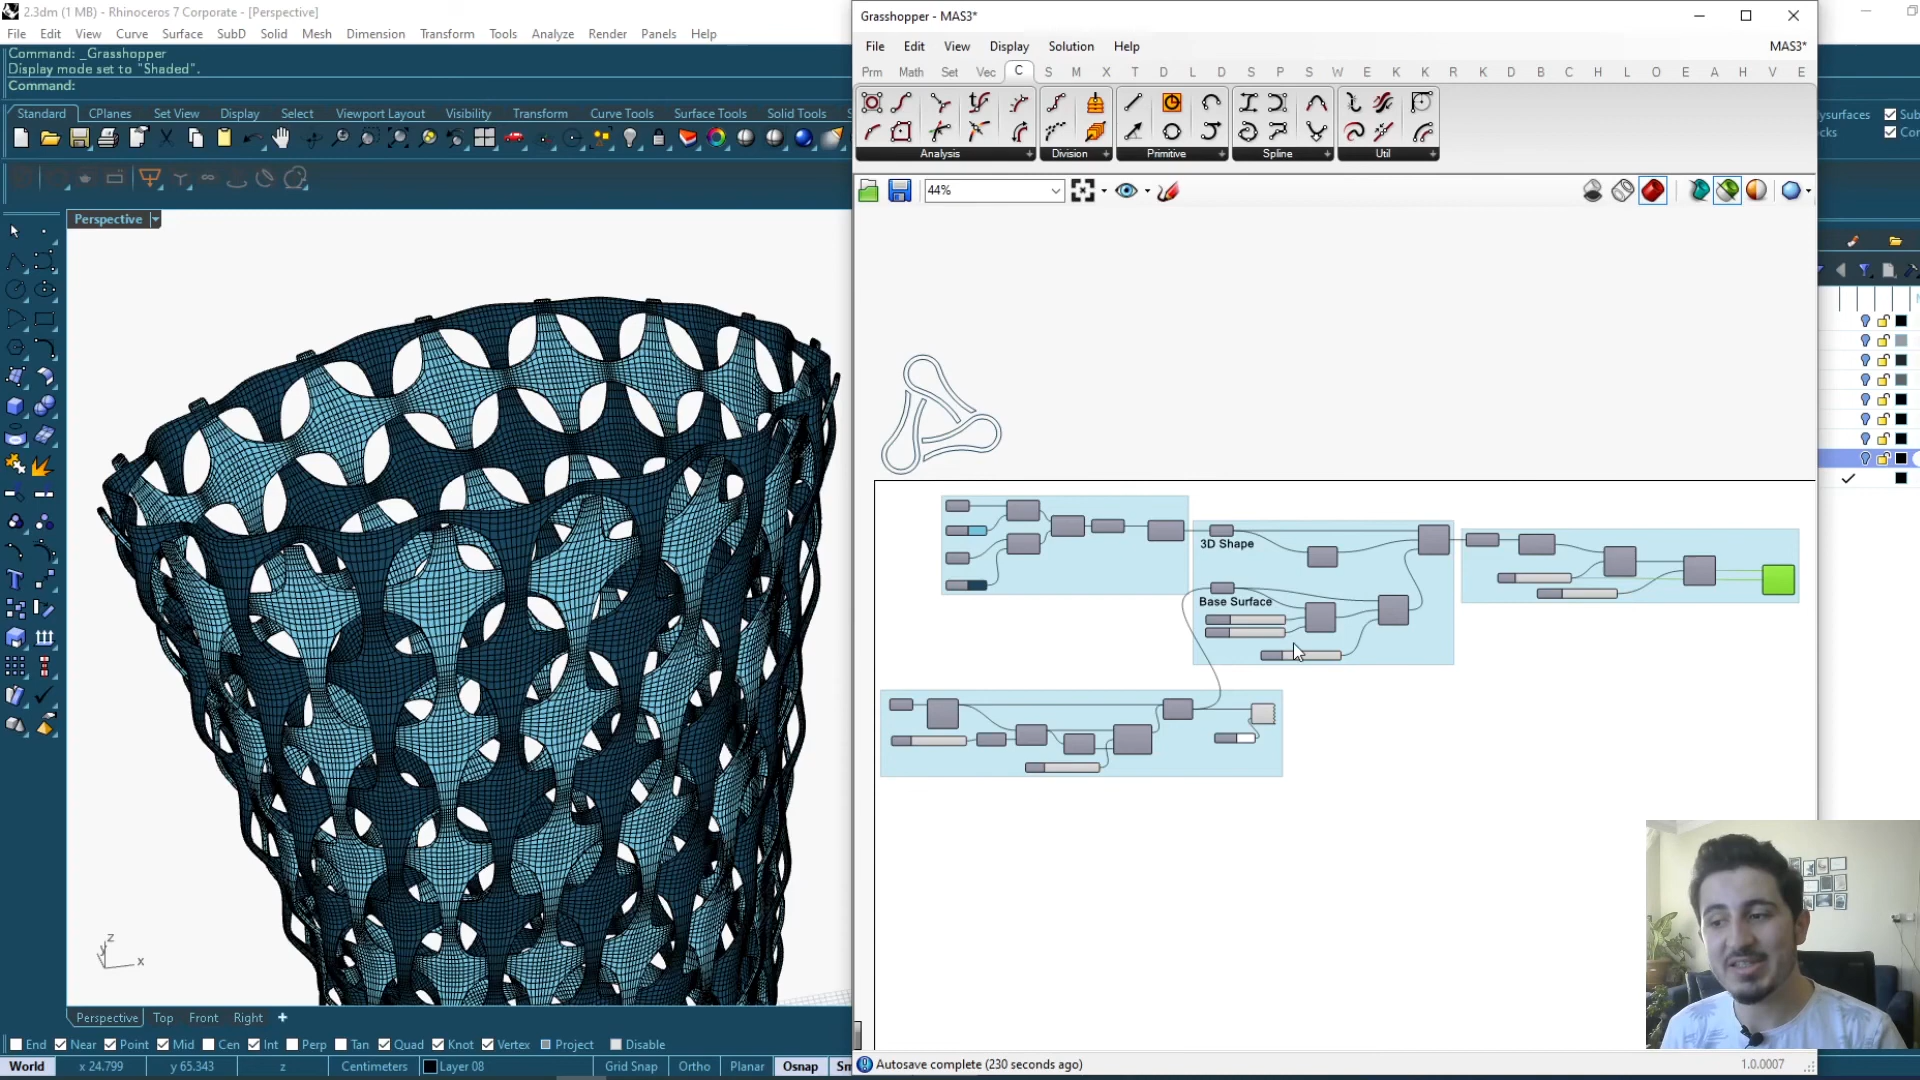 2.3dm (1 MB) - Rhinoceros 7 Corporate - [Perspective]
File Edit View Curve Surface SubD Solid Mesh Dimension Transform Tools Analyze Render Panels Help
Command: _Grasshopper
Display mode set to "Shaded".
Command:
Standard CPlanes Set View Display Select Viewport Layout Visibility Transform Curve Tools Surface Tools Solid Tools S
Perspective
z
y
x
Perspective Top Front Right
End Near Point Mid Cen Int Perp Tan Quad Knot Vertex Project Disable
World x 24.799 y 65.343 z Centimeters Layer 08 Grid Snap Ortho Planar Osnap Sm
Grasshopper - MAS3*
File Edit View Display Solution Help MAS3*
Prm Math Set Vec C S M X T D L D S P S W E K K R K D B C H L O E A H V E
Analysis Division Primitive Spline Util
44%
3D Shape
Base Surface
Autosave complete (230 seconds ago) 1.0.0007
lysurfaces Sub
cks Con